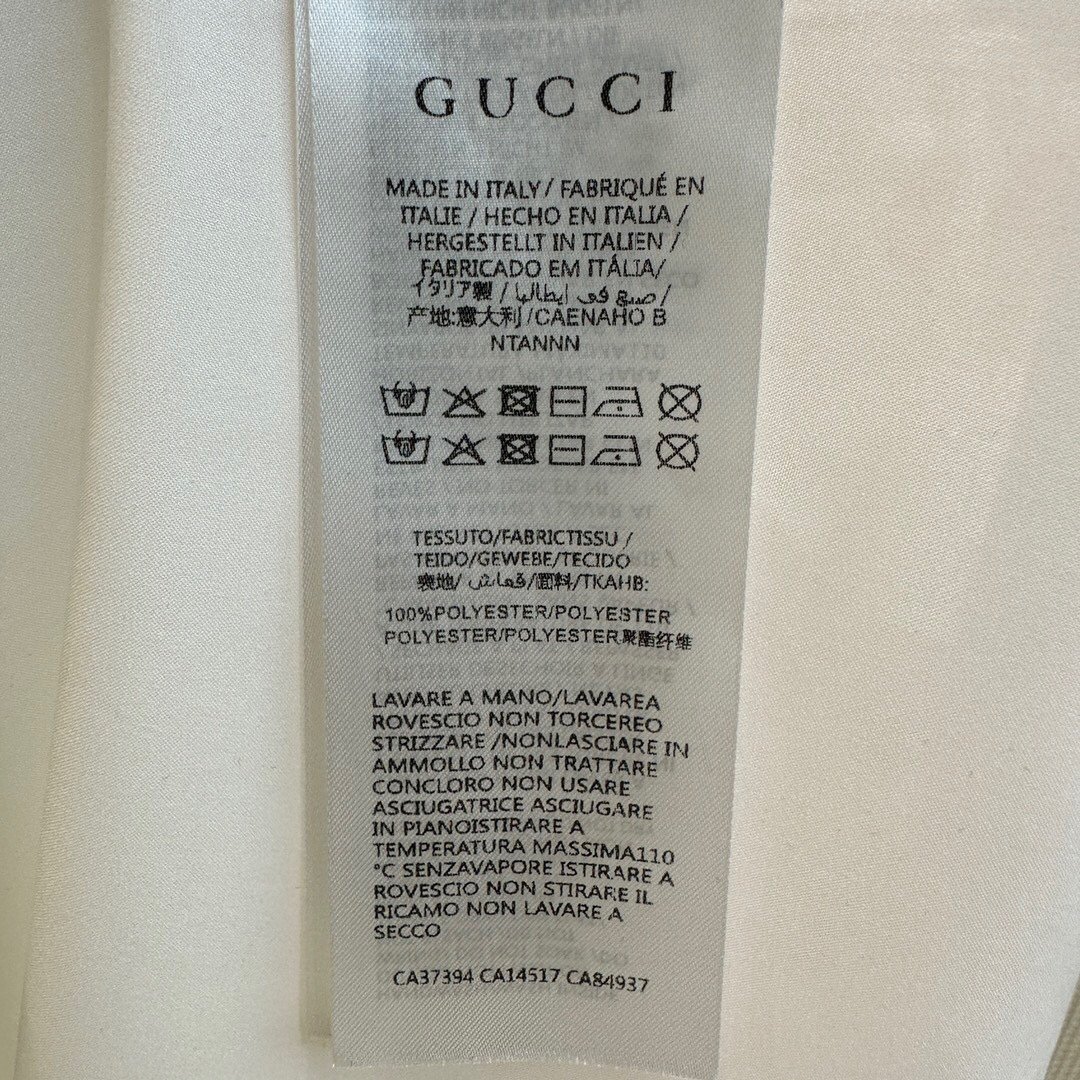 GUCCI
MADE IN ITALY/ FABRIQUÉ EN
ITALIE / HECHO EN ITALIA /
HERGESTELLT IN ITALIEN /
FABRICADO EM ITÁLIA/
イタリア製 / صنع في ايطاليا /
产地:意大利/CAENAHO B
NTANNN
TESSUTO/FABRICTISSU /
TEIDO/GEWEBE/TECIDO
表地/ قماش/面料/TKAHB:
100%POLYESTER/POLYESTER
POLYESTER/POLYESTER聚酯纤维
LAVARE A MANO/LAVAREA
ROVESCIO NON TORCEREO
STRIZZARE /NONLASCIARE IN
AMMOLLO NON TRATTARE
CONCLORO NON USARE
ASCIUGATRICE ASCIUGARE
IN PIANOISTIRARE A
TEMPERATURA MASSIMA110
°C SENZAVAPORE ISTIRARE A
ROVESCIO NON STIRARE IL
RICAMO NON LAVARE A
SECCO
CA37394 CA14517 CA84937